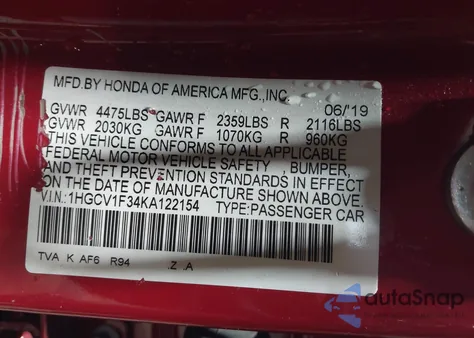 MFD.BY HONDA OF AMERICA MFG.,INC.
06/'19
GVWR 4475LBS GAWR F 2359LBS R 2116LBS
GVWR 2030KG GAWR F 1070KG R 960KG
THIS VEHICLE CONFORMS TO ALL APPLICABLE
FEDERAL MOTOR VEHICLE SAFETY , BUMPER,
AND THEFT PREVENTION STANDARDS IN EFFECT
ON THE DATE OF MANUFACTURE SHOWN ABOVE.
V.I.N.: 1HGCV1F34KA122154 TYPE:PASSENGER CAR
TVA K AF6 R94 .Z .A
autoSnap